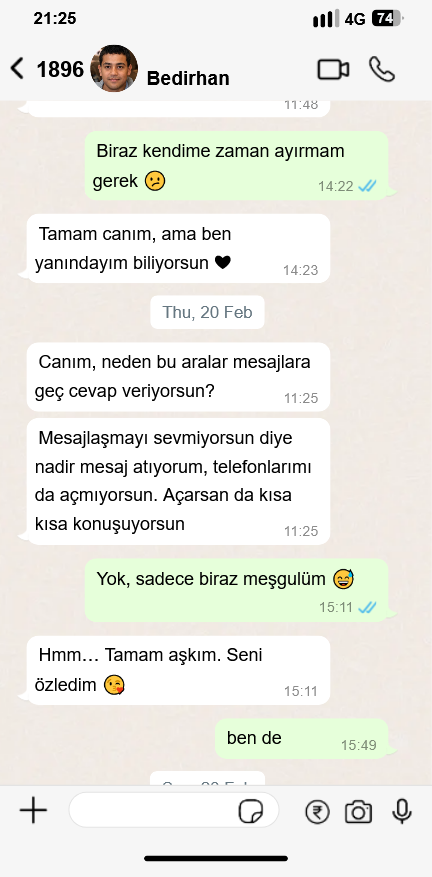 21:25
4G 74
1896 Bedirhan
11:48
Biraz kendime zaman ayırmam
gerek 😕
14:22
Tamam canım, ama ben
yanındayım biliyorsun ♥
14:23
Thu, 20 Feb
Canım, neden bu aralar mesajlara
geç cevap veriyorsun?
11:25
Mesajlaşmayı sevmiyorsun diye
nadir mesaj atıyorum, telefonlarımı
da açmıyorsun. Açarsan da kısa
kısa konuşuyorsun
11:25
Yok, sadece biraz meşgulüm 😅
15:11
Hmm… Tamam aşkım. Seni
özledim 😘
15:11
ben de
15:49
₹